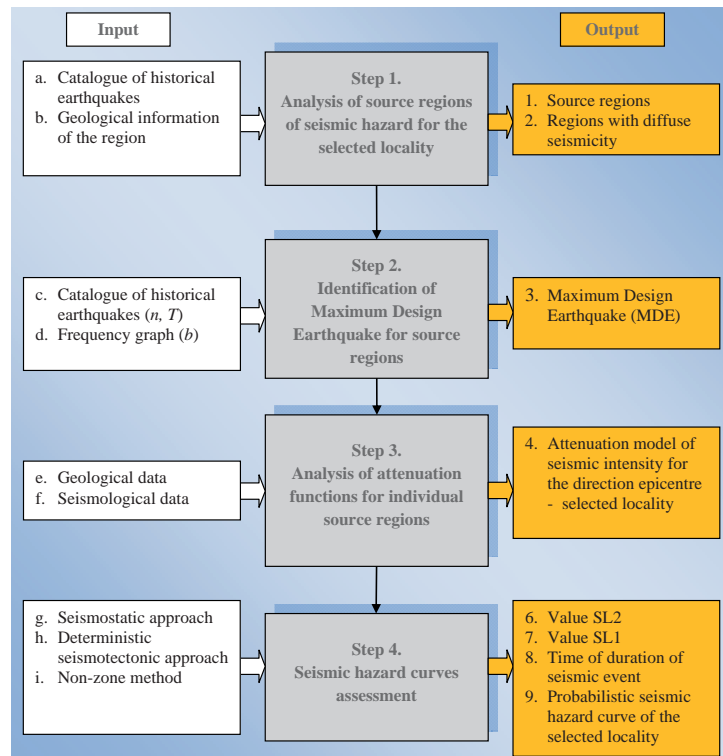 Input
Output
a. Catalogue of historical
earthquakes
b. Geological information
of the region
Step 1.
Analysis of source regions
of seismic hazard for the
selected locality
1. Source regions
2. Regions with diffuse
seismicity
c. Catalogue of historical
earthquakes (n, T)
d. Frequency graph (b)
Step 2.
Identification of
Maximum Design
Earthquake for source
regions
3. Maximum Design
Earthquake (MDE)
e. Geological data
f. Seismological data
Step 3.
Analysis of attenuation
functions for individual
source regions
4. Attenuation model of
seismic intensity for
the direction epicentre
- selected locality
g. Seismostatic approach
h. Deterministic
seismotectonic approach
i. Non-zone method
Step 4.
Seismic hazard curves
assessment
6. Value SL2
7. Value SL1
8. Time of duration of
seismic event
9. Probabilistic seismic
hazard curve of the
selected locality